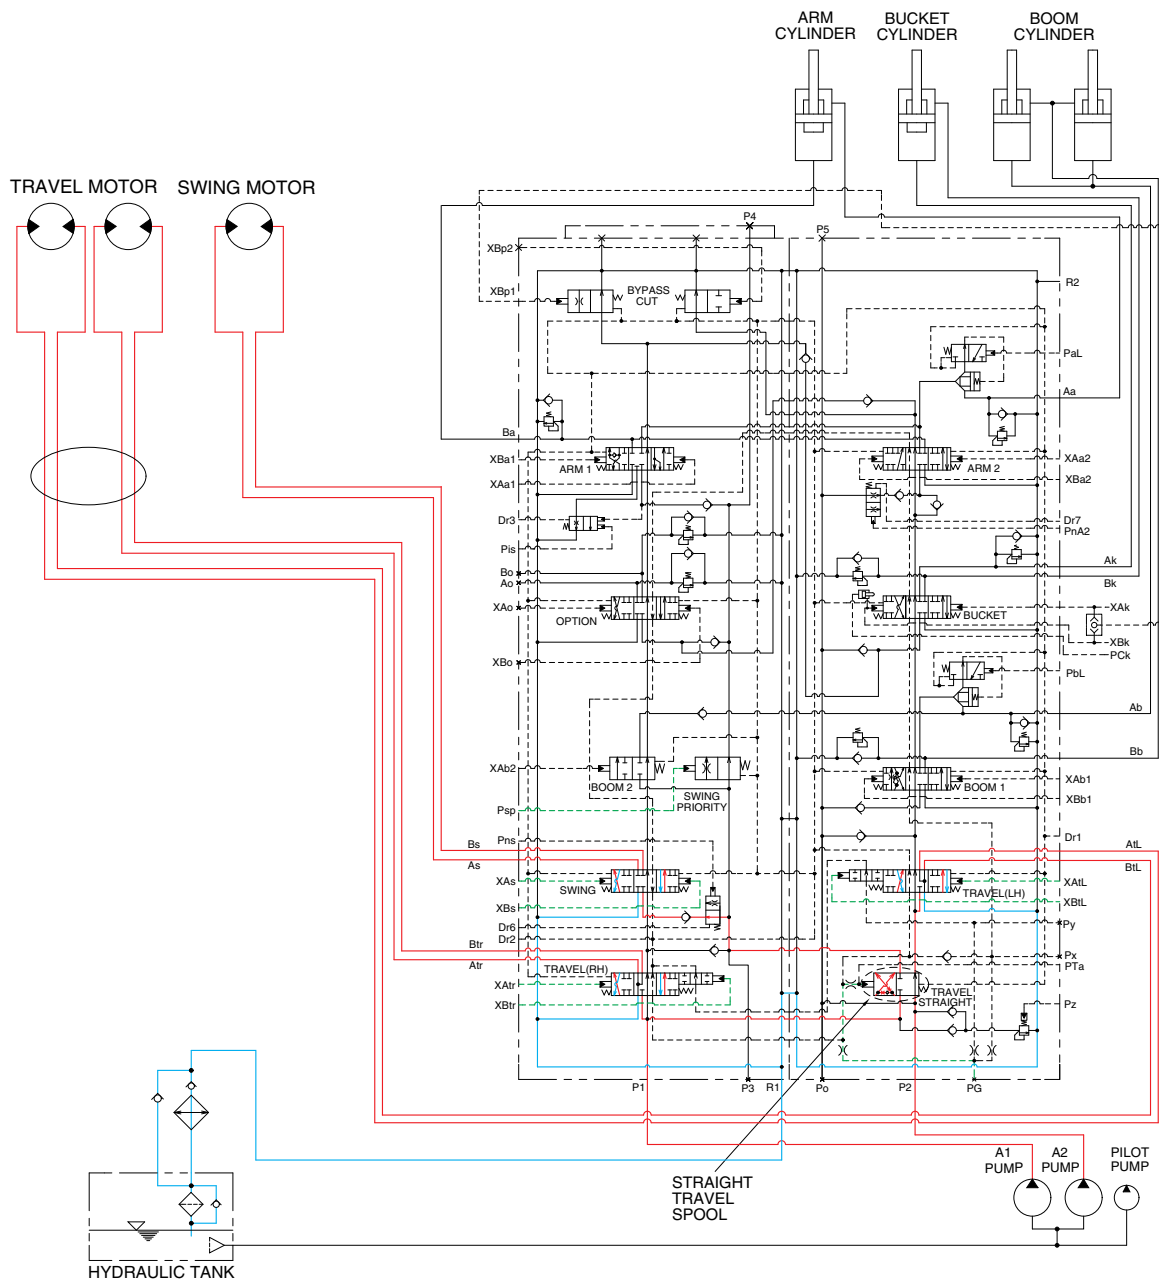 ARM
CYLINDER
BUCKET
CYLINDER
BOOM
CYLINDER
TRAVEL MOTOR
SWING MOTOR
P4
P5
XBp2
XBp1
BYPASS
CUT
R2
PaL
Aa
Ba
XBa1
ARM 1
XAa1
ARM 2
XAa2
XBa2
Dr3
Pis
Dr7
PnA2
Bo
Ao
Ak
Bk
XAo
OPTION
XBo
BUCKET
XAk
XBk
PCk
PbL
Ab
Bb
XAb2
BOOM 2
SWING
PRIORITY
Psp
BOOM 1
XAb1
XBb1
Pns
Dr1
Bs
As
AtL
BtL
XAs
SWING
XBs
TRAVEL(LH)
XAtL
XBtL
Dr6
Dr2
Py
Btr
Atr
Px
PTa
TRAVEL(RH)
XAtr
XBtr
TRAVEL
STRAIGHT
Pz
P1
P3
R1
Po
P2
PG
STRAIGHT
TRAVEL
SPOOL
A1
PUMP
A2
PUMP
PILOT
PUMP
HYDRAULIC TANK